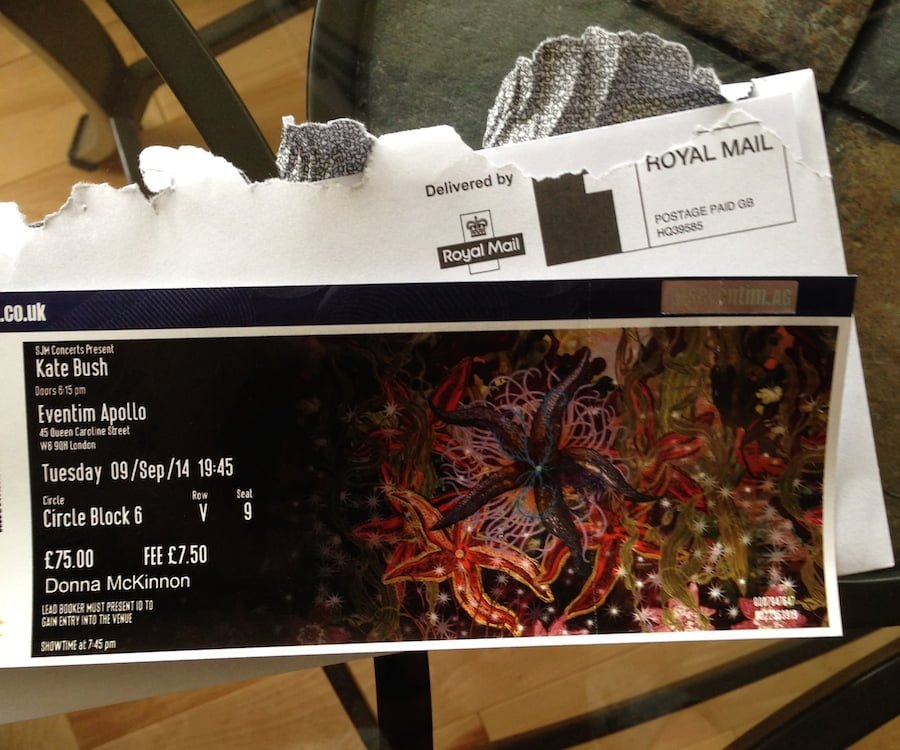 Delivered by
Royal Mail
ROYAL MAIL
POSTAGE PAID GB
HQ39585
.co.uk
SJM Concerts Present
Kate Bush
Doors 6:15 pm
Eventim Apollo
45 Queen Caroline Street
W6 9QH London
Tuesday 09/Sep/14 19:45
Circle Row Seat
Circle Block 6 V 9
£75.00 FEE £7.50
Donna McKinnon
LEAD BOOKER MUST PRESENT ID TO
GAIN ENTRY INTO THE VENUE
SHOWTIME at 7:45 pm